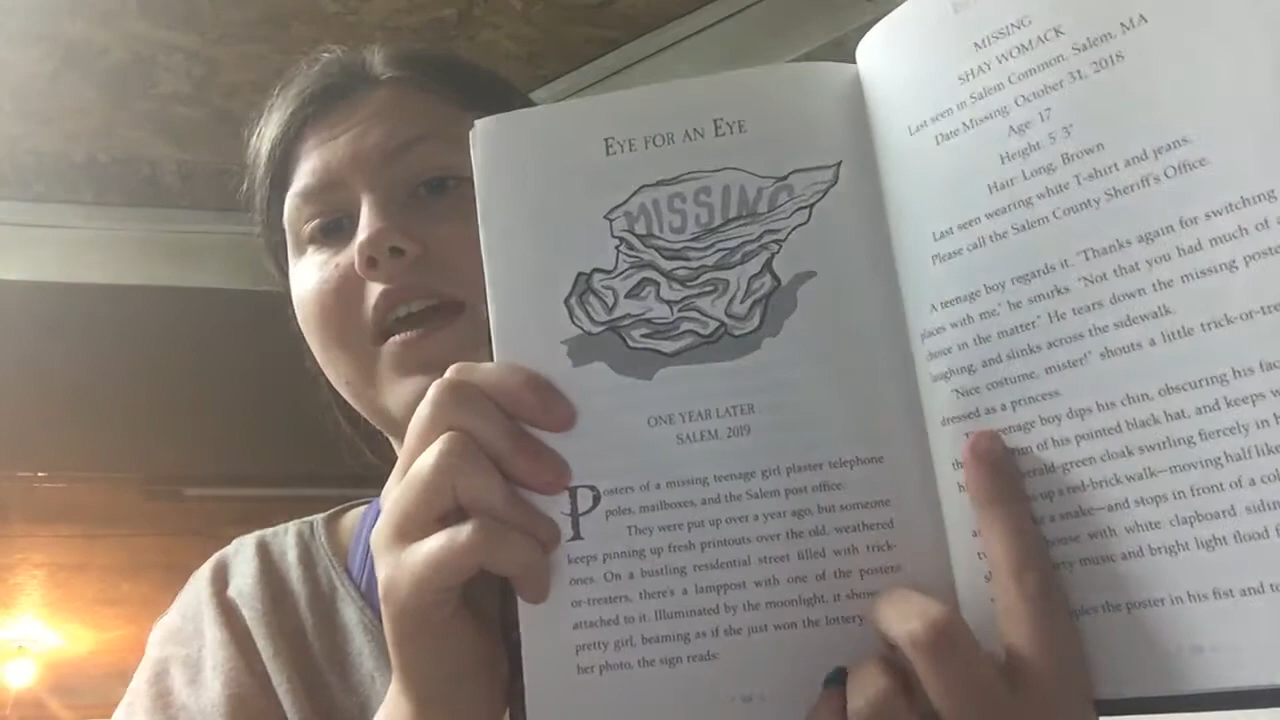 EYE FOR AN EYE
MISSING
ONE YEAR LATER
SALEM, 2019
Posters of a missing teenage girl plaster telephone
poles, mailboxes, and the Salem post office.
They were put up over a year ago, but someone
keeps pinning up fresh printouts over the old, weathered
ones. On a bustling residential street filled with trick-
or-treaters, there's a lamppost with one of the posters
attached to it. Illuminated by the moonlight, it shows
pretty girl, beaming as if she just won the lottery
her photo, the sign reads:
MISSING
SHAY WOMACK
Last seen in Salem Common, Salem, MA
Date Missing: October 31, 2018
Age: 17
Height: 5'3"
Hair: Long, Brown
Last seen wearing white T-shirt and jeans.
Please call the Salem County Sheriff's Office.
A teenage boy regards it. "Thanks again for switching
places with me," he smirks. "Not that you had much of
choice in the matter." He tears down the missing poste
laughing, and slinks across the sidewalk.
"Nice costume, mister!" shouts a little trick-or-tre
dressed as a princess.
teenage boy dips his chin, obscuring his fac
of his pointed black hat, and keeps
cloak swirling fiercely in
up a red-brick walk—moving half like
a snake—and stops in front of a
house with white clapboard
music and bright light flood
the poster in his fist and